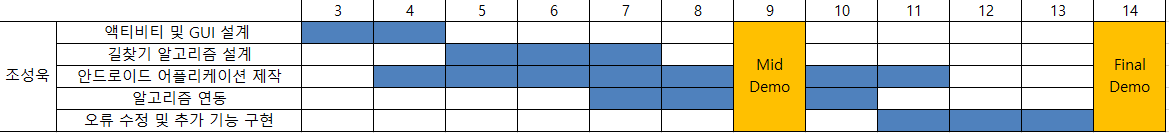 3 4 5 6 7 8 9 10 11 12 13 14
조성욱
액티비티 및 GUI 설계
길찾기 알고리즘 설계
안드로이드 어플리케이션 제작
알고리즘 연동
오류 수정 및 추가 기능 구현
Mid
Demo
Final
Demo